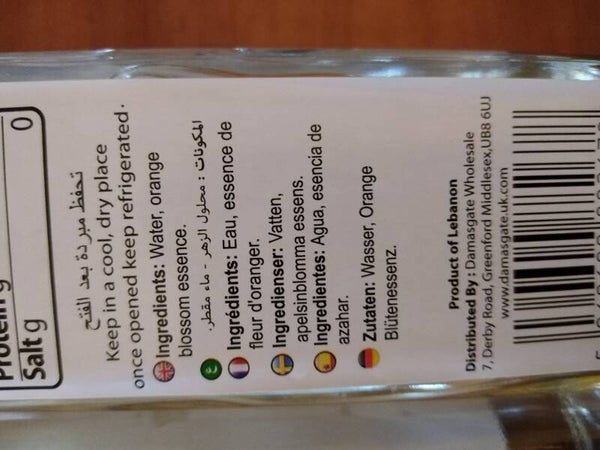 Protein g
Salt g
0
تحفظ مبردة بعد الفتح
Keep in a cool, dry place
once opened keep refrigerated.
Ingredients: Water, orange
blossom essence.
ع
المكونات : محلول الزهر - ماء مقطر.
Ingrédients: Eau, essence de
fleur d'oranger.
Ingredienser: Vatten,
apelsinblomma essens.
Ingredientes: Agua, esencia de
azahar.
Zutaten: Wasser, Orange
Blütenessenz.
Product of Lebanon
Distributed By : Damasgate Wholesale
7, Derby Road, Greenford Middlesex,UB8 6UJ
www.damasgate.uk.com